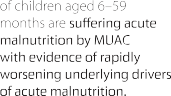 of children aged 6–59
months are suffering acute
malnutrition by MUAC
with evidence of rapidly
worsening underlying drivers
of acute malnutrition.